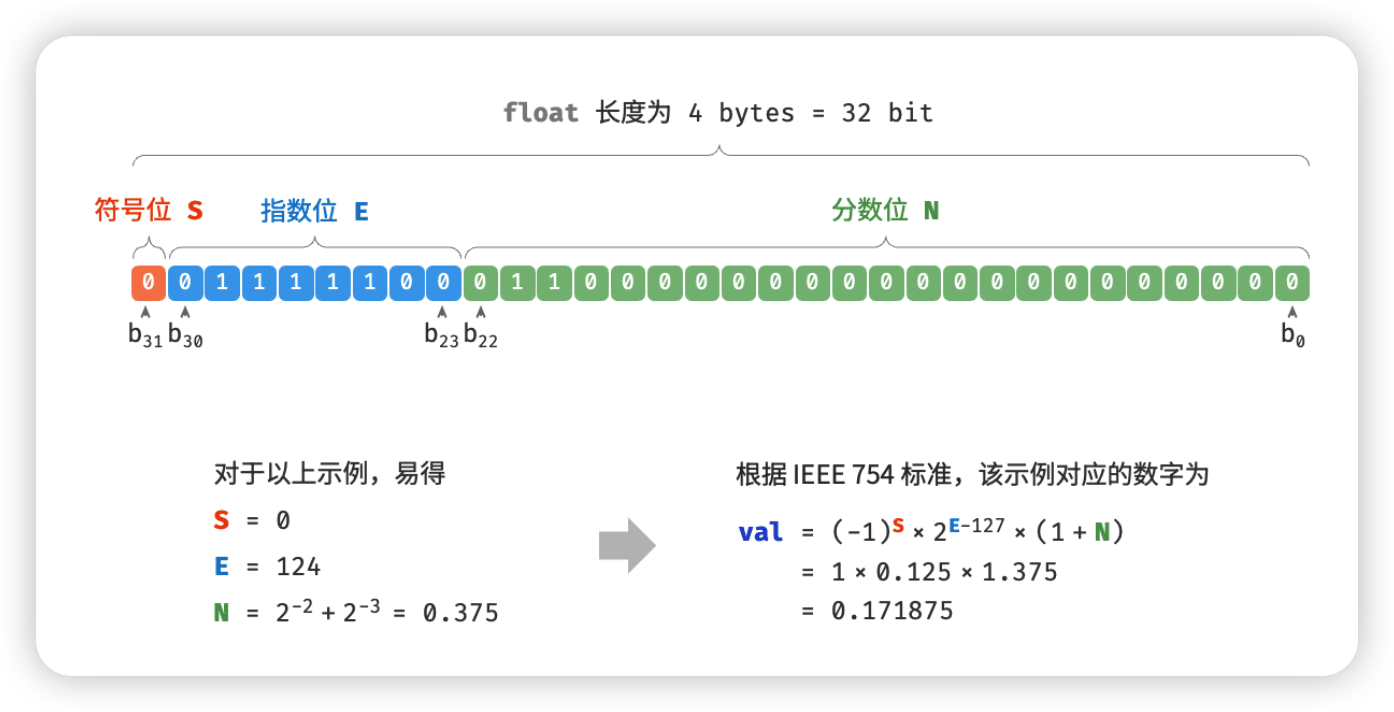 float 长度为 4 bytes = 32 bit
符号位 S 指数位 E 分数位 N
0 0 1 1 1 1 1 0 0 0 1 1 0 0 0 0 0 0 0 0 0 0 0 0 0 0 0 0 0 0 0 0
b₃₁ b₃₀ b₂₃ b₂₂ b₀
对于以上示例，易得
S = 0
E = 124
N = 2⁻² + 2⁻³ = 0.375
根据 IEEE 754 标准，该示例对应的数字为
val = (−1)ˢ × 2ᴱ⁻¹²⁷ × (1 + N)
= 1 × 0.125 × 1.375
= 0.171875